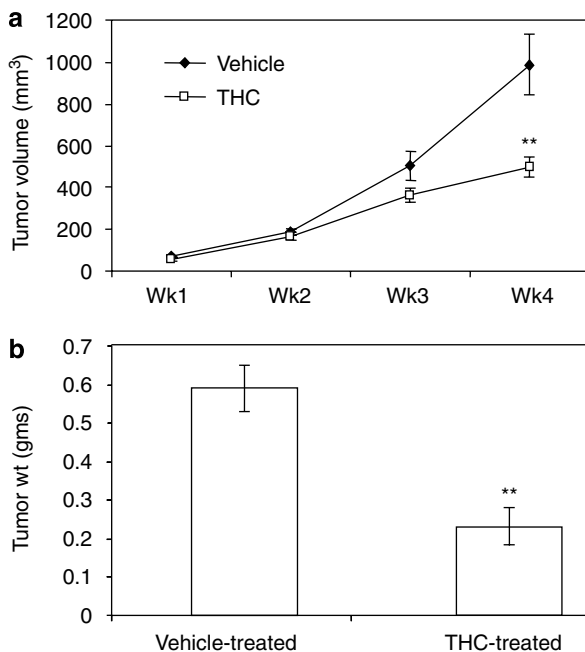 a
Tumor volume (mm³)
1200
1000
800
600
400
200
0
Vehicle
THC
**
Wk1 Wk2 Wk3 Wk4
b
Tumor wt (gms)
0.7
0.6
0.5
0.4
0.3
0.2
0.1
0
**
Vehicle-treated THC-treated